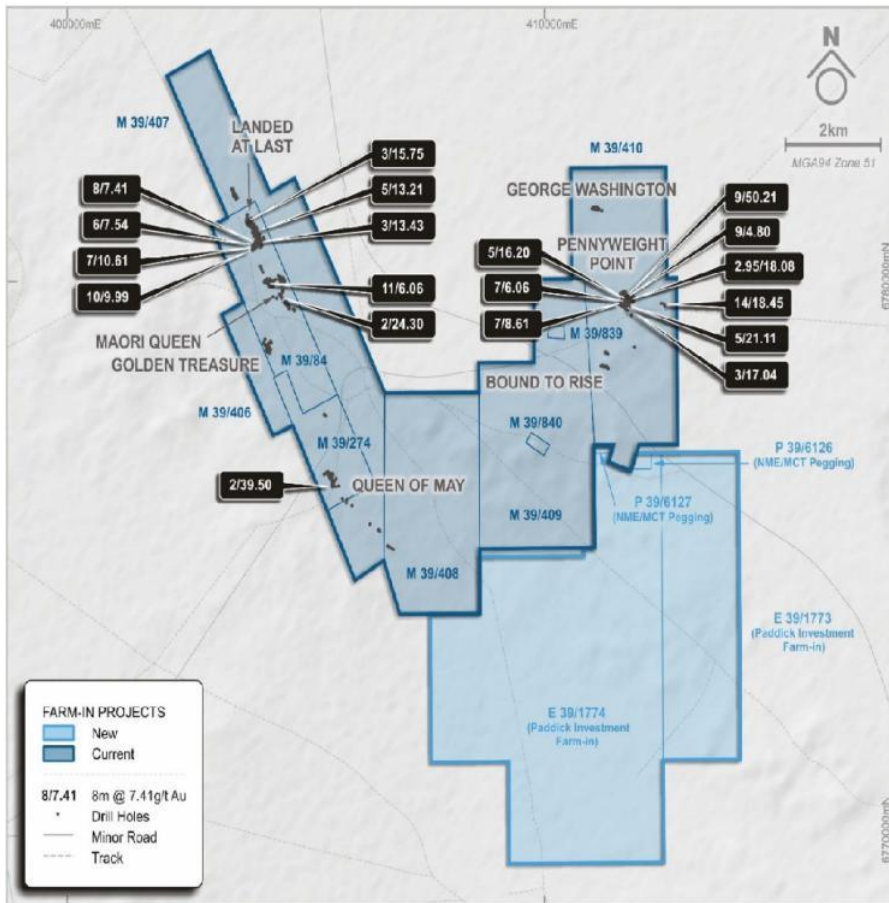 400000mE
410000mE
N
2km
MGA94 Zone 51
M 39/407
LANDED
AT LAST
M 39/410
3/15.75
8/7.41
5/13.21
GEORGE WASHINGTON
9/50.21
6/7.54
3/13.43
9/4.80
PENNYWEIGHT
POINT
5/16.20
7/10.61
2.95/18.08
6780000mN
11/6.06
7/6.06
10/9.99
14/18.45
2/24.30
7/8.61
5/21.11
MAORI QUEEN
M 39/839
GOLDEN TREASURE
M 39/84
3/17.04
BOUND TO RISE
M 39/406
M 39/840
M 39/274
P 39/6126
(NME/MCT Pegging)
2/39.50
QUEEN OF MAY
P 39/6127
(NME/MCT Pegging)
M 39/409
M 39/408
E 39/1773
(Paddick Investment
Farm-in)
E 39/1774
(Paddick Investment
Farm-in)
6770000mN
FARM-IN PROJECTS
New
Current
8/7.41 8m @ 7.41g/t Au
Drill Holes
Minor Road
Track